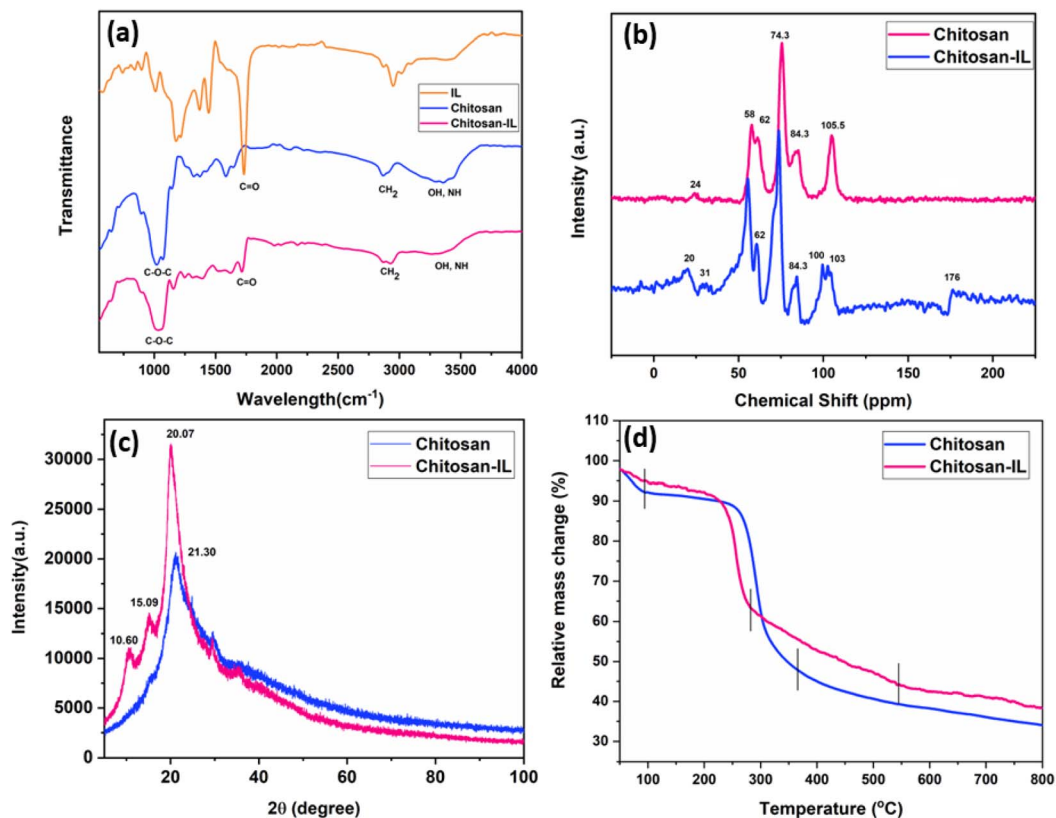 (a)
Transmittance
IL
Chitosan
Chitosan-IL
C=O
CH2
OH, NH
C-O-C
C=O
CH2
OH, NH
C-O-C
1000 1500 2000 2500 3000 3500 4000
Wavelength(cm-1)
(b)
Intensity (a.u.)
Chitosan
Chitosan-IL
74.3
58
62
84.3
105.5
24
20
31
62
84.3
100
103
176
0 50 100 150 200
Chemical Shift (ppm)
(c)
Intensity(a.u.)
Chitosan
Chitosan-IL
20.07
21.30
15.09
10.60
30000
25000
20000
15000
10000
5000
0
20 40 60 80 100
2θ (degree)
(d)
Relative mass change (%)
Chitosan
Chitosan-IL
110
100
90
80
70
60
50
40
30
100 200 300 400 500 600 700 800
Temperature (oC)